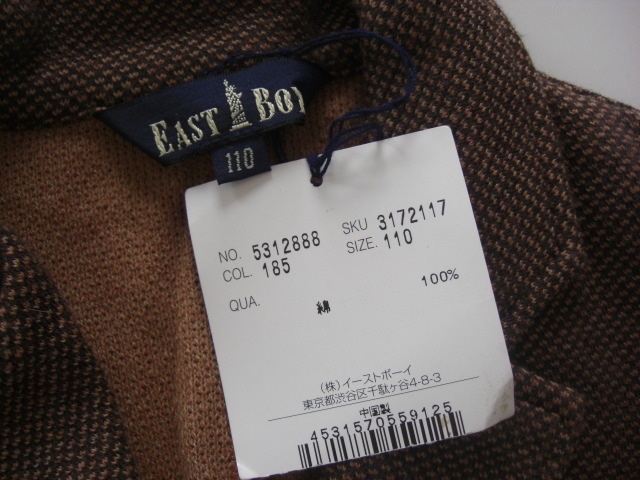 EAST BOY
110
NO. 5312888 SKU 3172117
COL. 185 SIZE. 110
QUA. 綿 100%
(株)イーストボーイ
東京都渋谷区千駄ヶ谷4-8-3
中国製
4531570559125